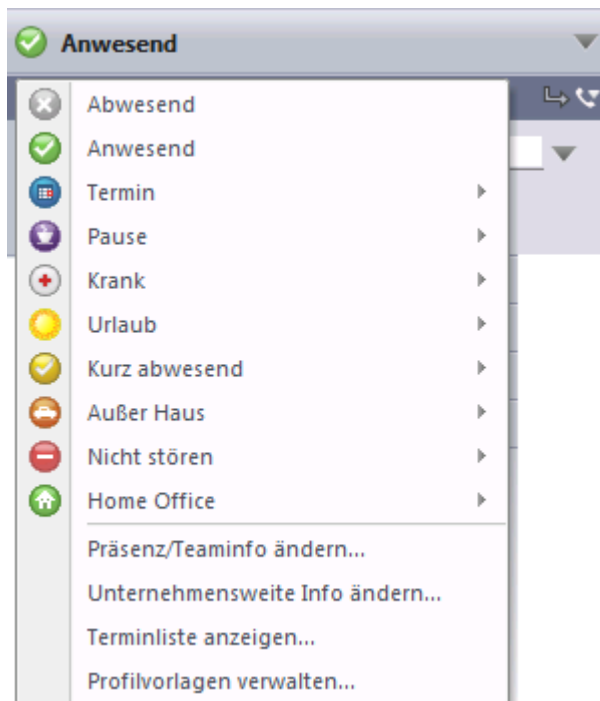 Anwesend
Abwesend
Anwesend
Termin
Pause
Krank
Urlaub
Kurz abwesend
Außer Haus
Nicht stören
Home Office
Präsenz/Teaminfo ändern...
Unternehmensweite Info ändern...
Terminliste anzeigen...
Profilvorlagen verwalten...